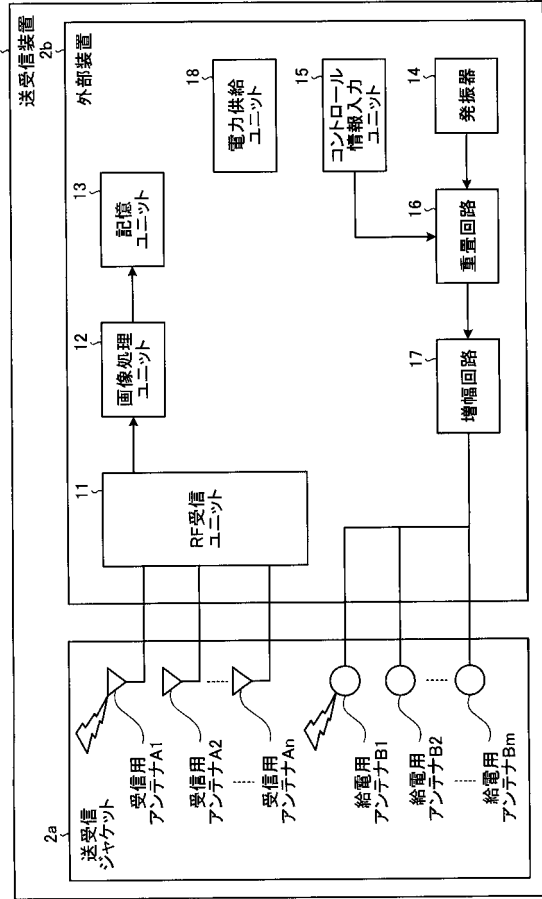 送受信装置
2a
送受信
ジャケット
受信用
アンテナA1
受信用
アンテナA2
受信用
アンテナAn
給電用
アンテナB1
給電用
アンテナB2
給電用
アンテナBm
2b
外部装置
11
RF受信
ユニット
12
画像処理
ユニット
13
記憶
ユニット
18
電力供給
ユニット
15
コントロール
情報入力
ユニット
14
発振器
16
重畳回路
17
増幅回路